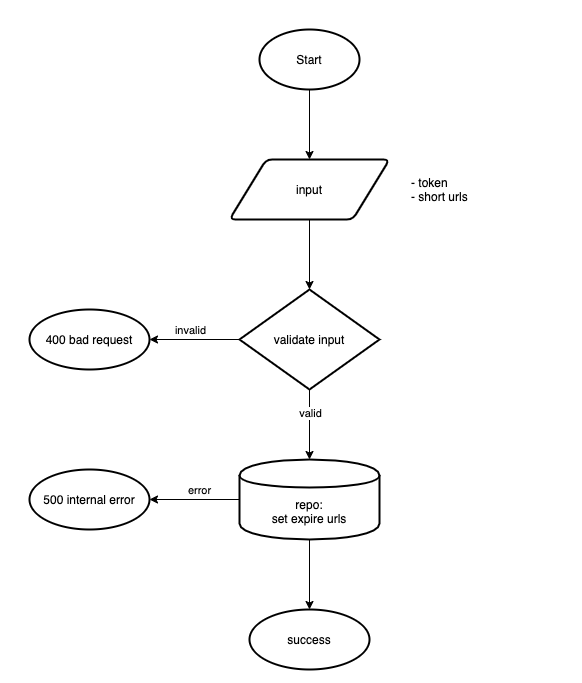 Start
input
- token
- short urls
validate input
invalid
400 bad request
valid
repo:
set expire urls
error
500 internal error
success